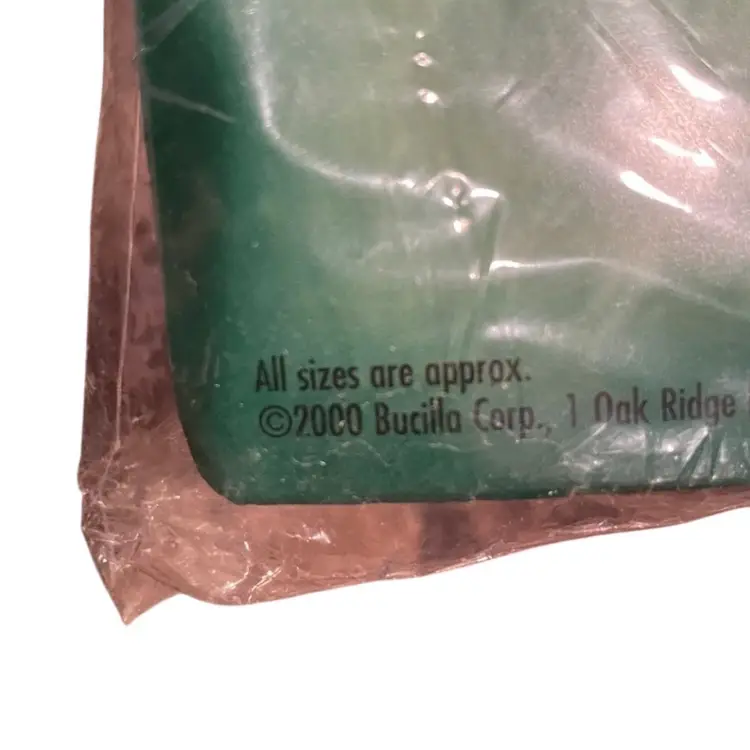 All sizes are approx.
©2000 Bucilla Corp., 1 Oak Ridge